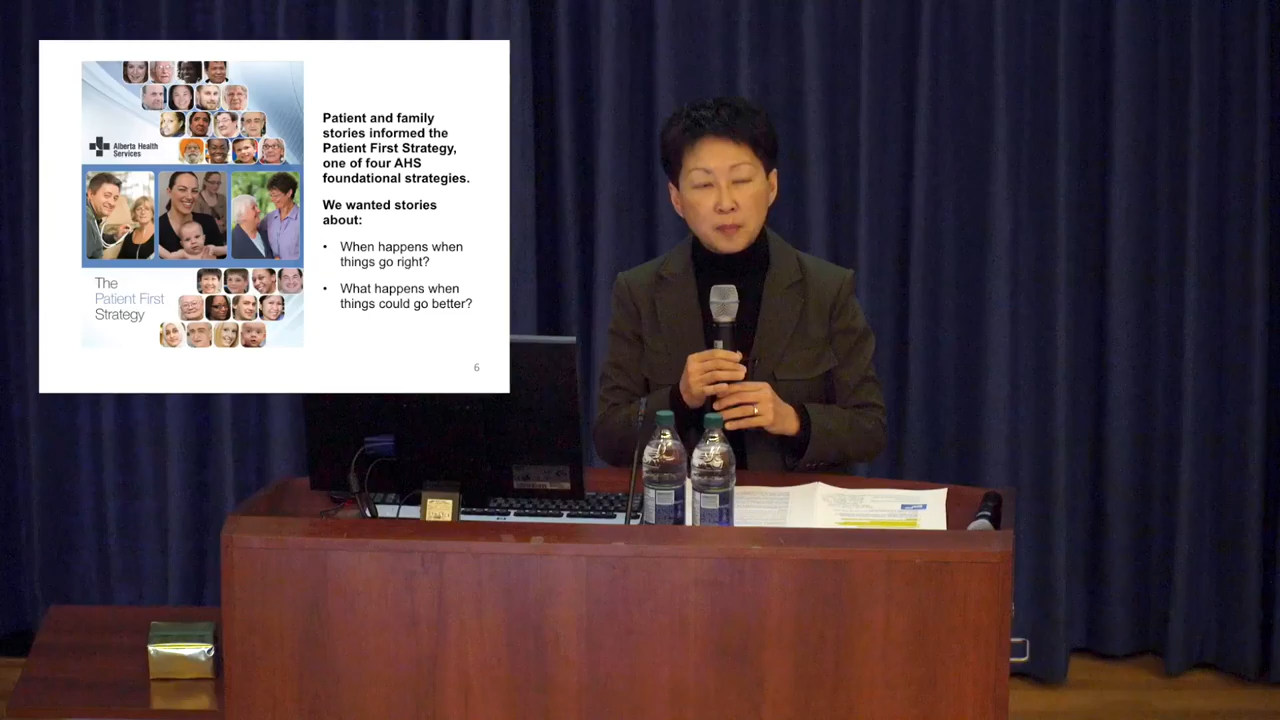 Alberta Health
Services
The
Patient First
Strategy
Patient and family
stories informed the
Patient First Strategy,
one of four AHS
foundational strategies.
We wanted stories
about:
• When happens when
things go right?
• What happens when
things could go better?
6